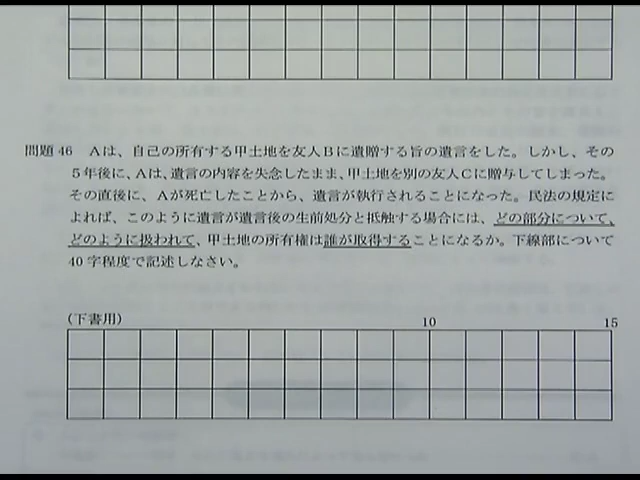 問題46 Aは、自己の所有する甲土地を友人Bに遺贈する旨の遺言をした。しかし、その
5年後に、Aは、遺言の内容を失念したまま、甲土地を別の友人Cに贈与してしまった。
その直後に、Aが死亡したことから、遺言が執行されることになった。民法の規定に
よれば、このように遺言が遺言後の生前処分と抵触する場合には、どの部分について、
どのように扱われて、甲土地の所有権は誰が取得することになるか。下線部について
40字程度で記述しなさい。
(下書用)
10
15